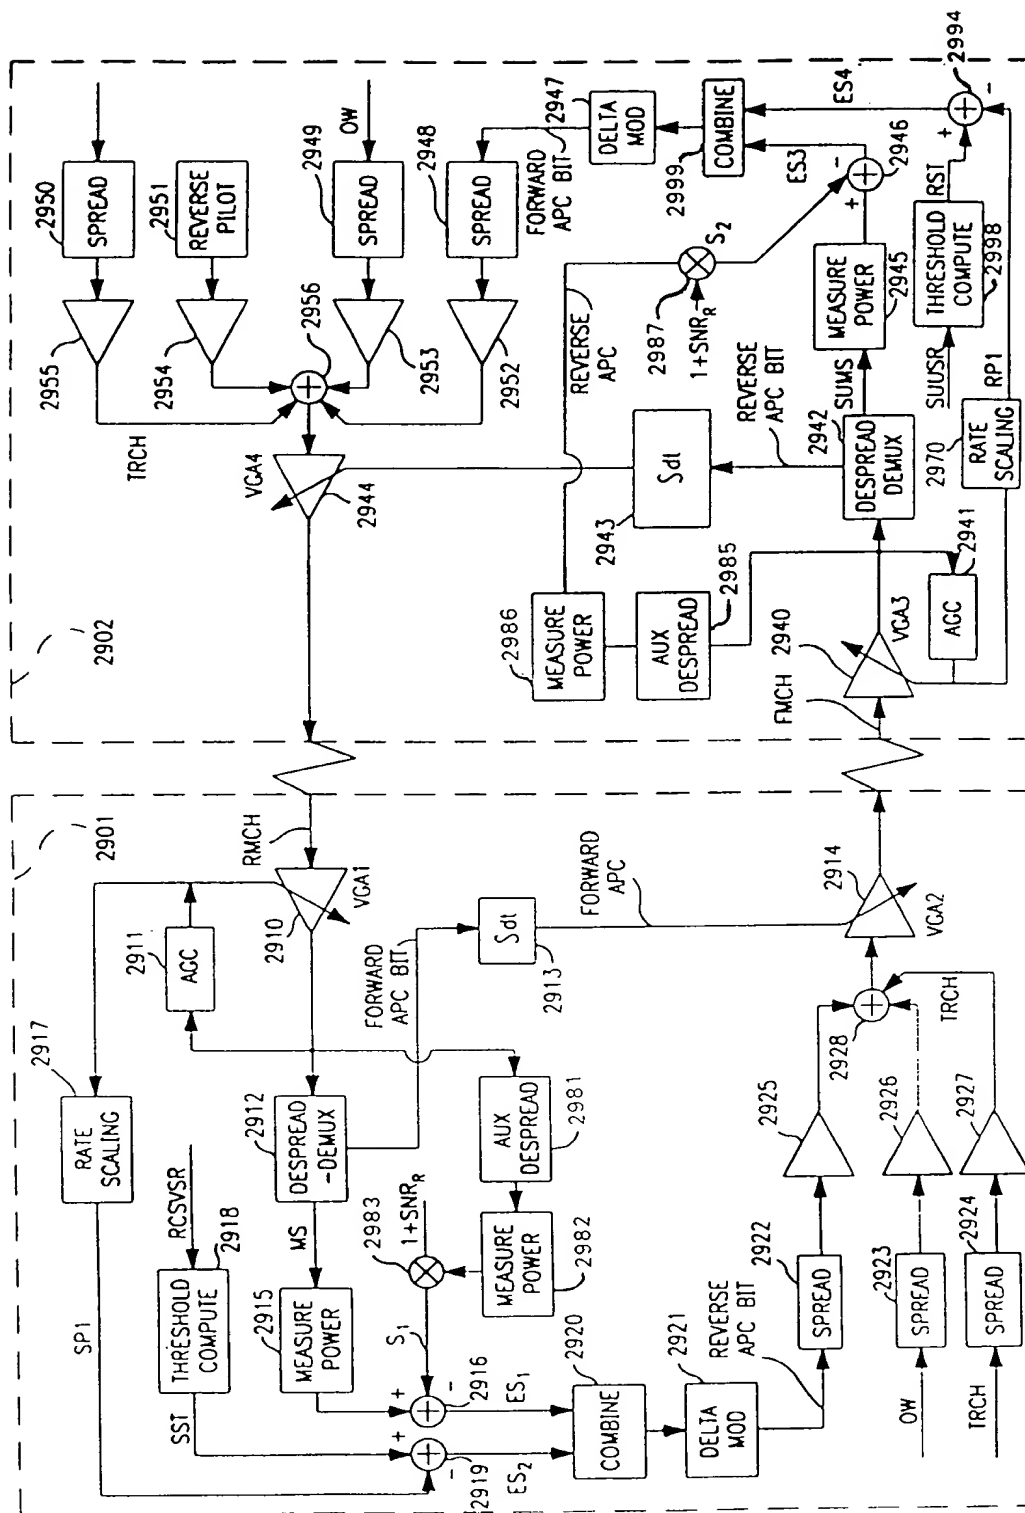 2902
2950
SPREAD
2955
2951
REVERSE
PILOT
2954
2949
OW
SPREAD
2953
2948
SPREAD
2952
FORWARD
APC BIT
2947
DELTA
MOD
2999
COMBINE
ES4
ES3
2994
+
-
2946
+
-
2956
TRCH
VGA4
2944
REVERSE
APC
2987
S2
1+SNRR
MEASURE
POWER
2945
RST
THRESHOLD
COMPUTE
2998
SUUSR
SUMS
REVERSE
APC BIT
2942
DESPREAD
DEMUX
Sdt
2943
2970
RATE
SCALING
RP1
2941
AGC
2986
MEASURE
POWER
AUX
DESPREAD
2985
VGA3
2940
FMCH
2901
RMCH
VGA1
2910
2911
AGC
2917
RATE
SCALING
SP1
FORWARD
APC BIT
Sdt
2913
FORWARD
APC
2914
VGA2
2912
DESPREAD
-DEMUX
AUX
DESPREAD
2981
RCSVSR
THRESHOLD
COMPUTE
2918
SST
MS
MEASURE
POWER
2915
2983
1+SNRR
MEASURE
POWER
2982
S1
+
-
2916
+
-
2919
ES1
ES2
2920
COMBINE
2921
DELTA
MOD
REVERSE
APC BIT
2922
SPREAD
2925
2928
TRCH
2923
SPREAD
2926
OW
2924
SPREAD
2927
TRCH